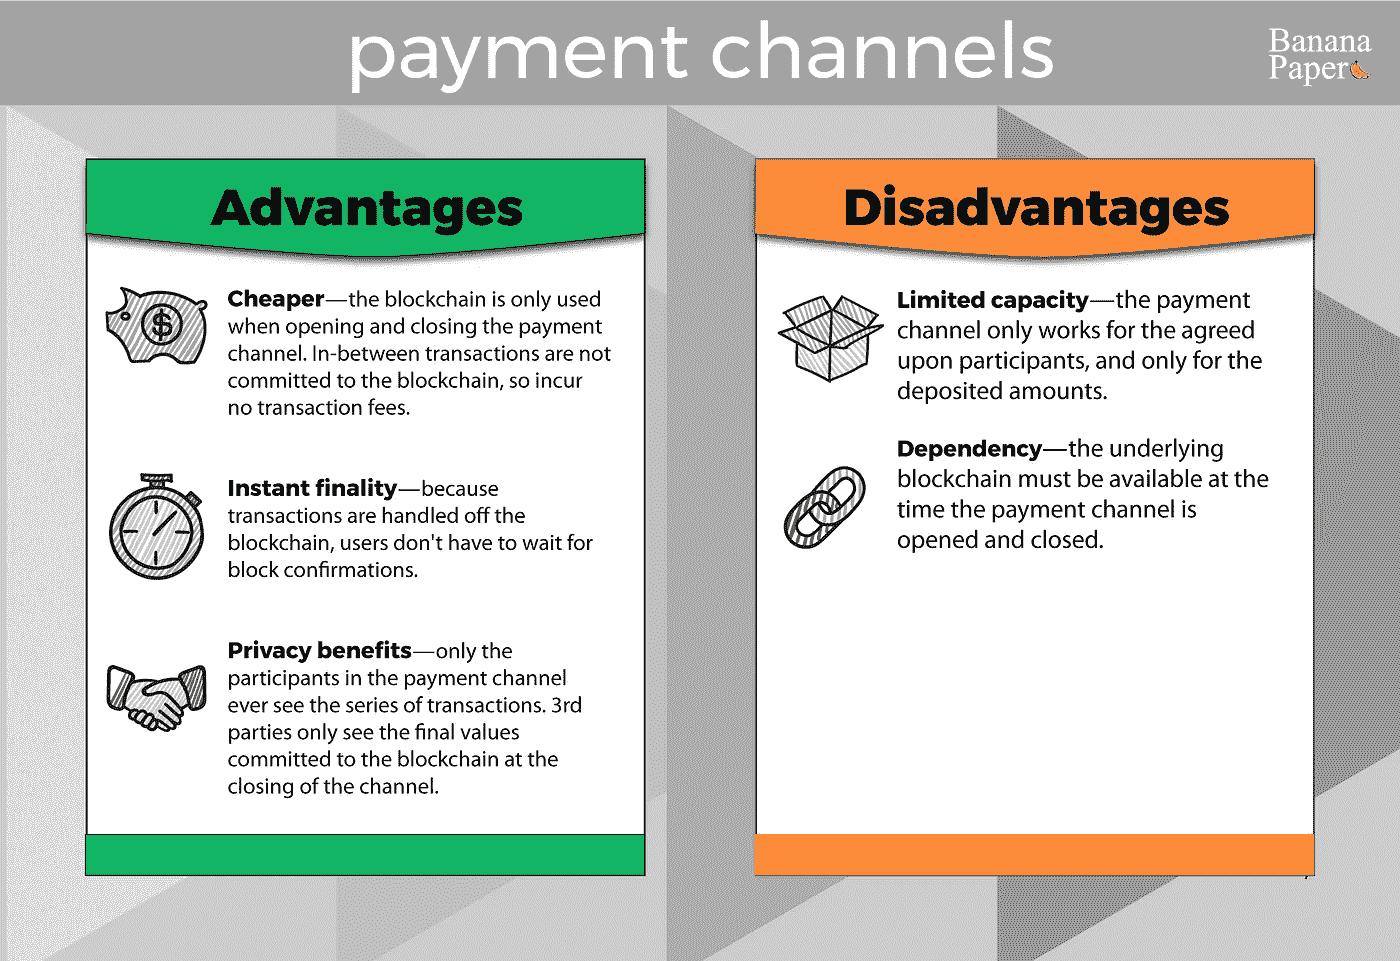 payment channels
Banana
Paper
Advantages
Cheaper—the blockchain is only used
when opening and closing the payment
channel. In-between transactions are not
committed to the blockchain, so incur
no transaction fees.
Instant finality—because
transactions are handled off the
blockchain, users don't have to wait for
block confirmations.
Privacy benefits—only the
participants in the payment channel
ever see the series of transactions. 3rd
parties only see the final values
committed to the blockchain at the
closing of the channel.
Disadvantages
Limited capacity—the payment
channel only works for the agreed
upon participants, and only for the
deposited amounts.
Dependency—the underlying
blockchain must be available at the
time the payment channel is
opened and closed.